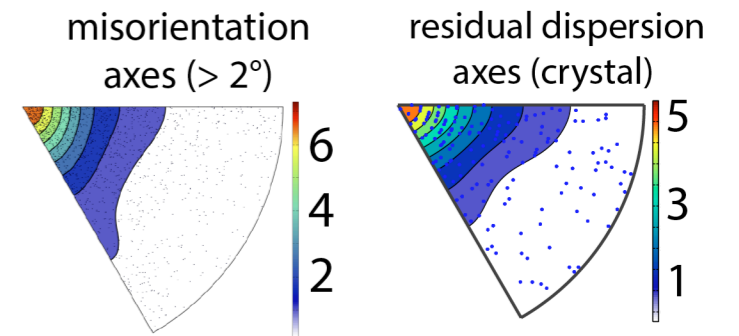 misorientation
axes (> 2°)
6
4
2
residual dispersion
axes (crystal)
5
3
1